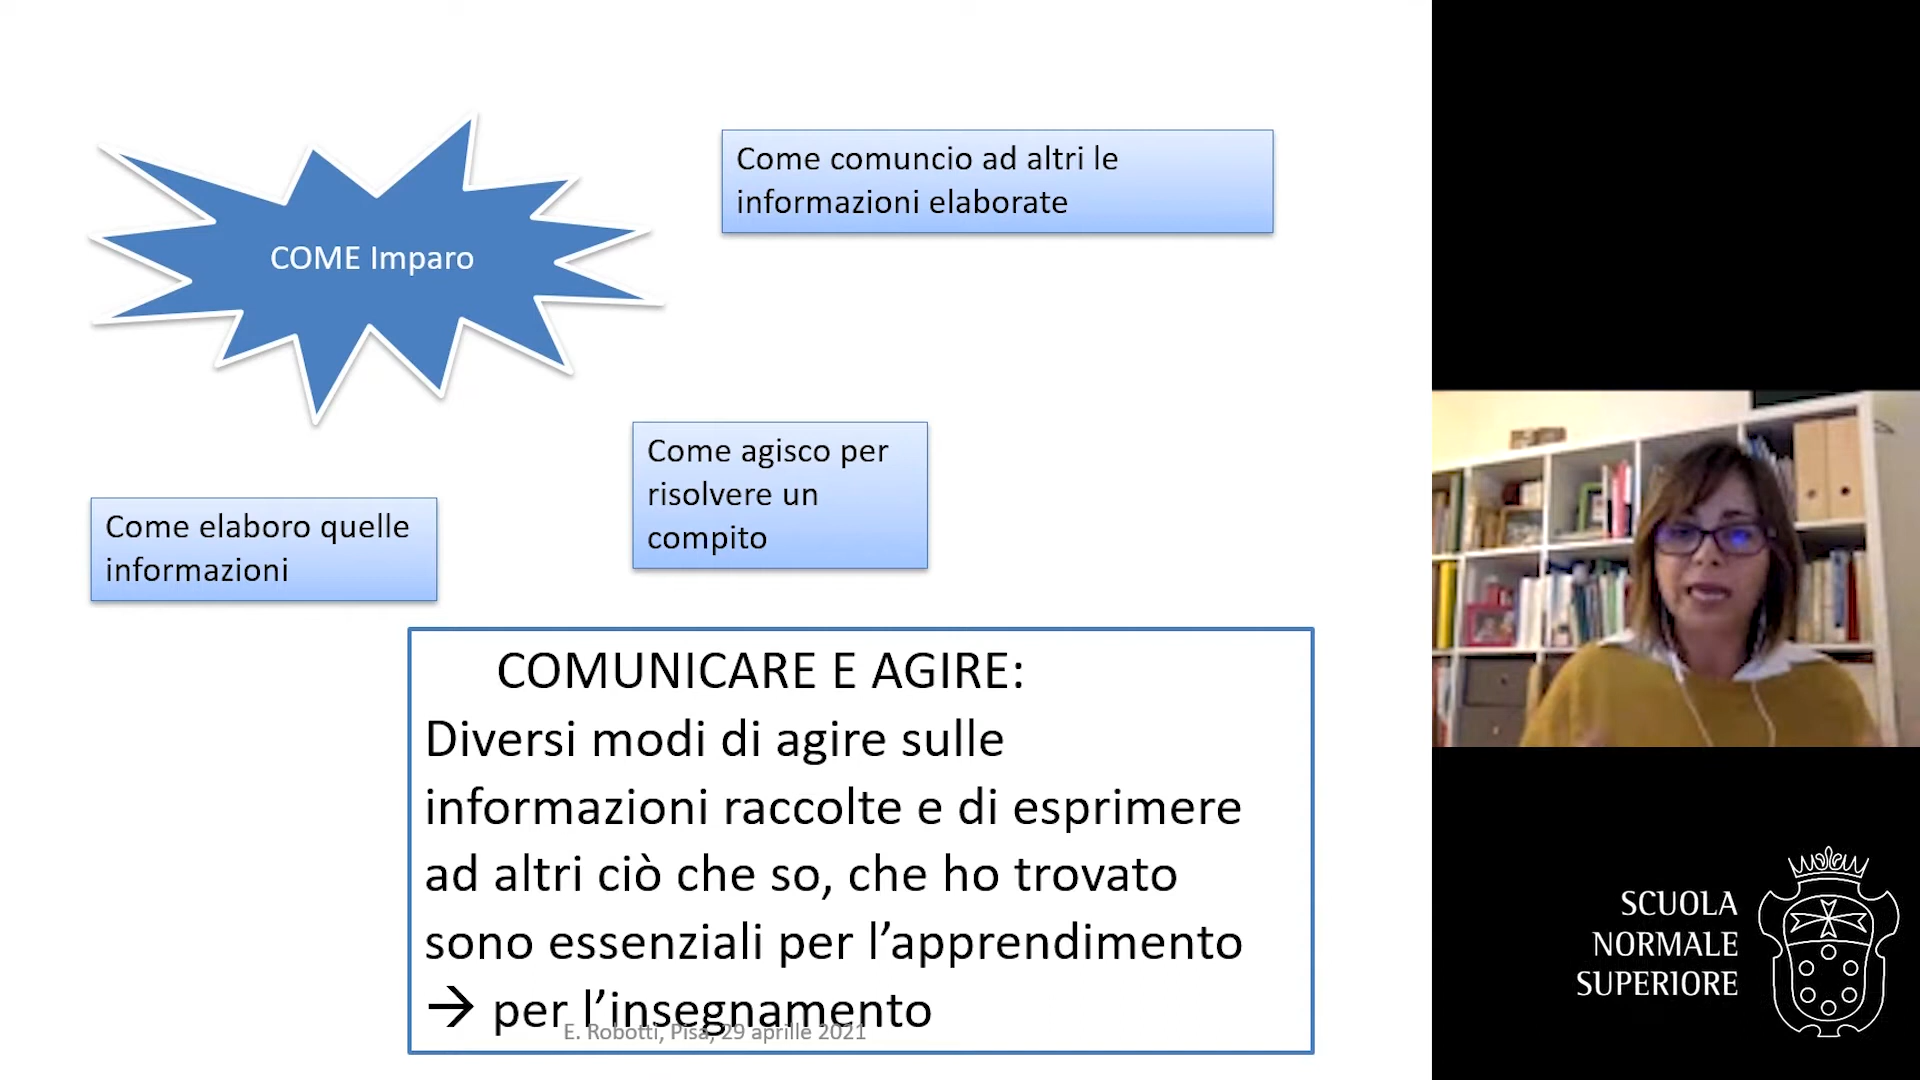 COME Imparo
Come comuncio ad altri le
informazioni elaborate
Come agisco per
risolvere un
compito
Come elaboro quelle
informazioni
COMUNICARE E AGIRE:
Diversi modi di agire sulle
informazioni raccolte e di esprimere
ad altri ciò che so, che ho trovato
sono essenziali per l’apprendimento
→ per l’insegnamento
E. Robotti, Pisa, 29 aprille 2021
SCUOLA
NORMALE
SUPERIORE